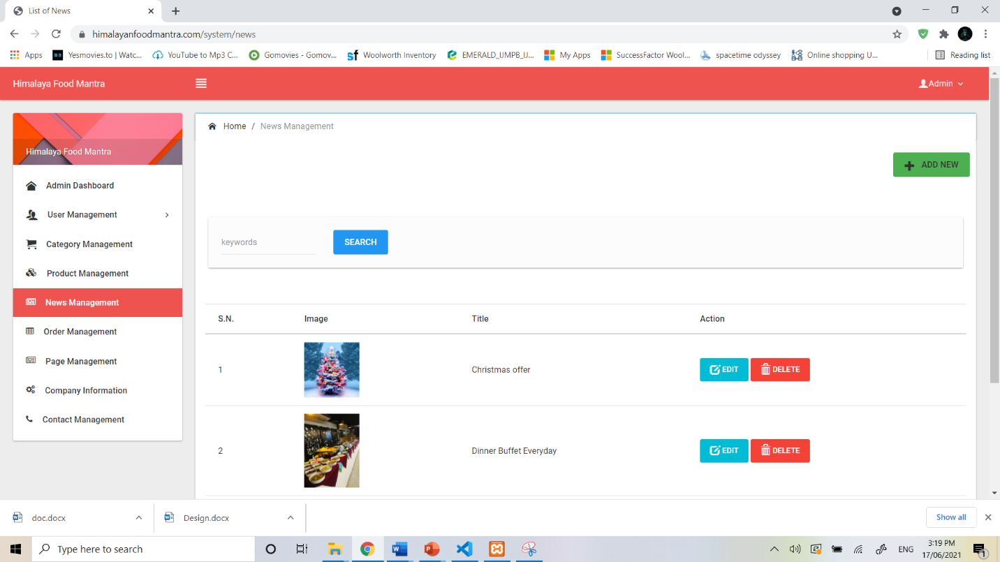 List of News
himalayanfoodmantra.com/system/news
Apps Yesmovies.to | Watc... YouTube to Mp3 C... Gomovies - Gomov... sf Woolworth Inventory EMERALD_IJMPB_IJ... My Apps SuccessFactor Wool... spacetime odyssey Online shopping U... Reading list
Himalaya Food Mantra Admin
Home / News Management
Himalaya Food Mantra
ADD NEW
Admin Dashboard
User Management
Category Management
Product Management
News Management
Order Management
Page Management
Company Information
Contact Management
keywords SEARCH
S.N. Image Title Action
1 Christmas offer EDIT DELETE
2 Dinner Buffet Everyday EDIT DELETE
doc.docx Design.docx Show all
Type here to search ENG 3:19 PM
17/06/2021 1